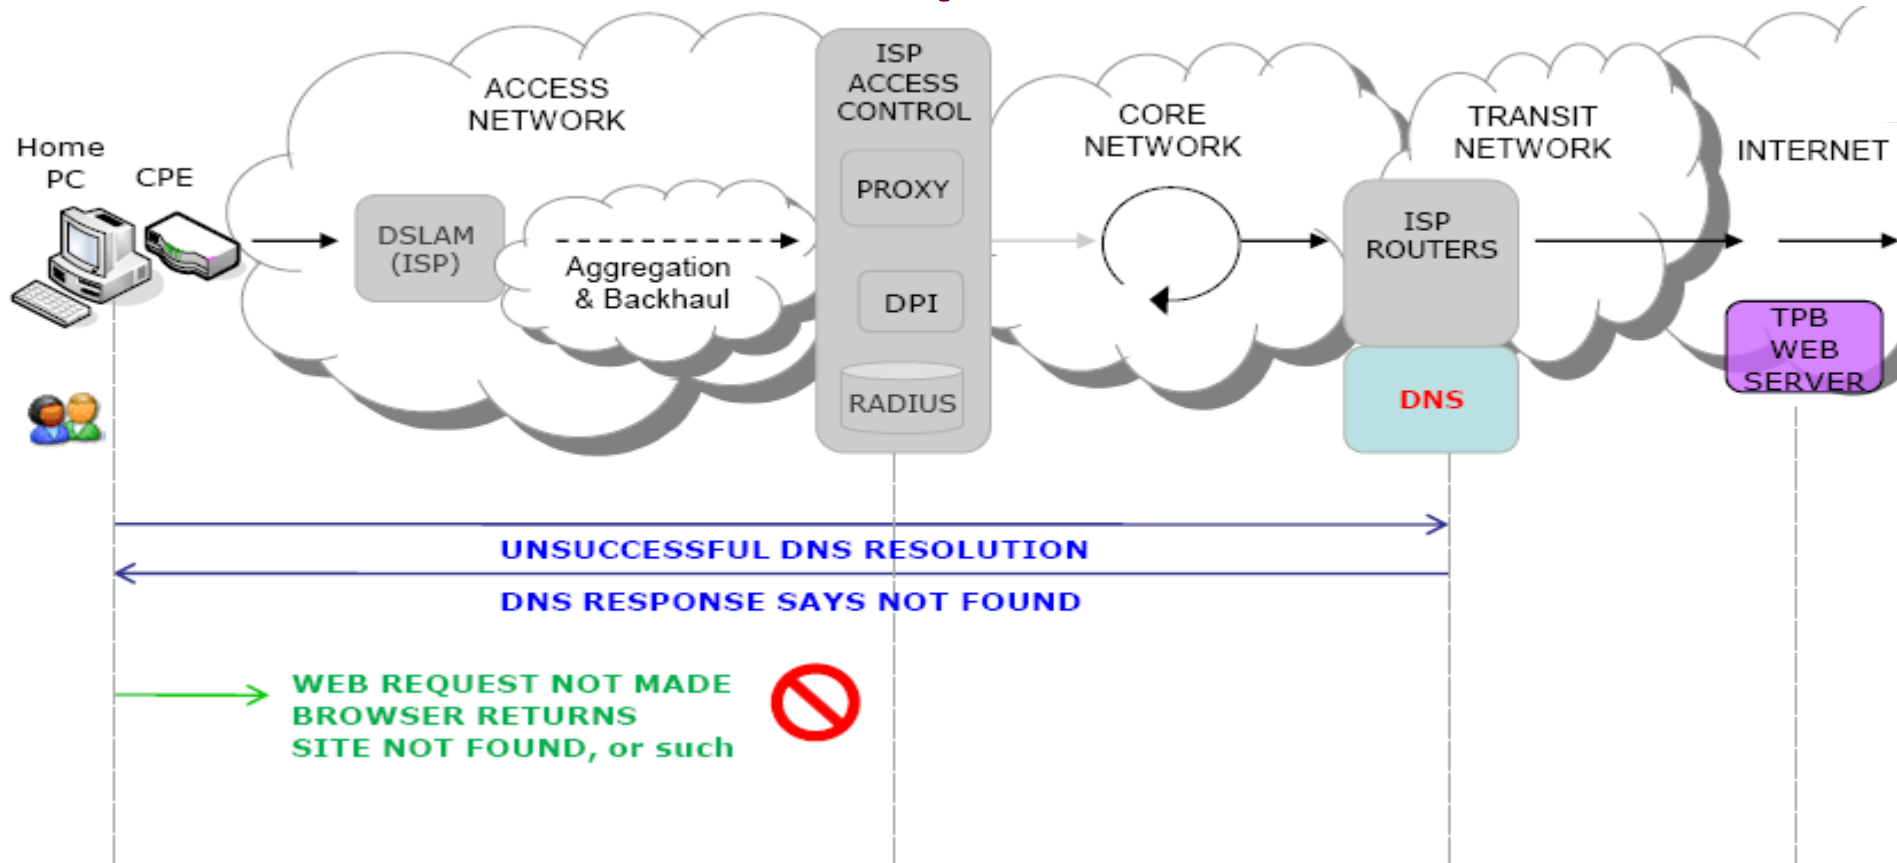 Home
PC
CPE
ACCESS
NETWORK
DSLAM
(ISP)
Aggregation
& Backhaul
ISP
ACCESS
CONTROL
PROXY
DPI
RADIUS
CORE
NETWORK
ISP
ROUTERS
DNS
TRANSIT
NETWORK
INTERNET
TPB
WEB
SERVER
UNSUCCESSFUL DNS RESOLUTION
DNS RESPONSE SAYS NOT FOUND
WEB REQUEST NOT MADE
BROWSER RETURNS
SITE NOT FOUND, or such